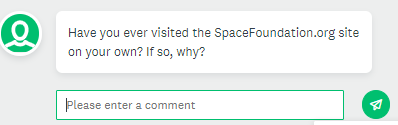 Have you ever visited the SpaceFoundation.org site
on your own? If so, why?
Please enter a comment